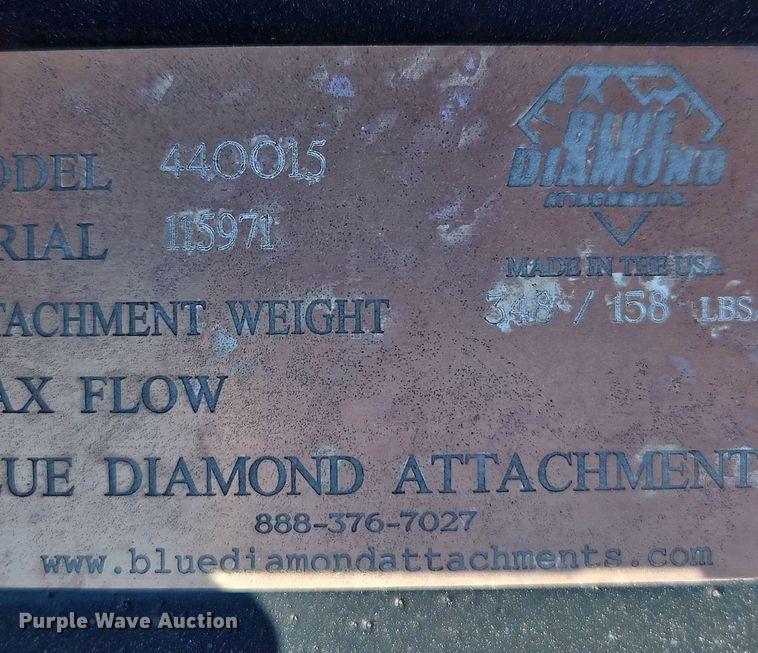 ODEL 440015
BLUE
DIAMOND
ATTACHMENTS.
RIAL 115971
MADE IN THE USA
TACHMENT WEIGHT 348 / 158 LBS
AX FLOW
LUE DIAMOND ATTACHMENT
888-376-7027
www.bluediamondattachments.com
Purple Wave Auction